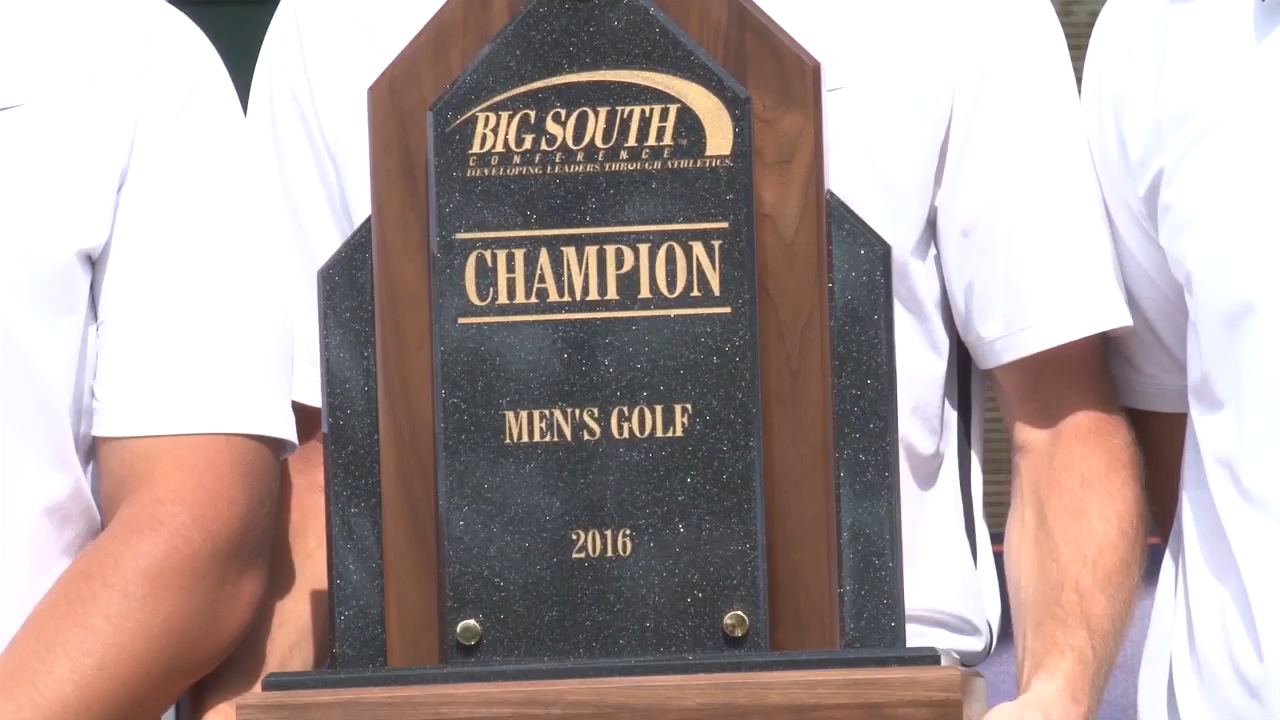 BIG SOUTH
CONFERENCE
DEVELOPING LEADERS THROUGH ATHLETICS
CHAMPION
MEN'S GOLF
2016